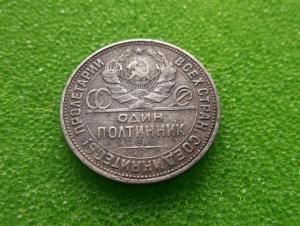 ПРОЛЕТАРИИ ВСЕХ СТРАН, СОЕДИНЯЙТЕСЬ
ОДИН
ПОЛТИННИК